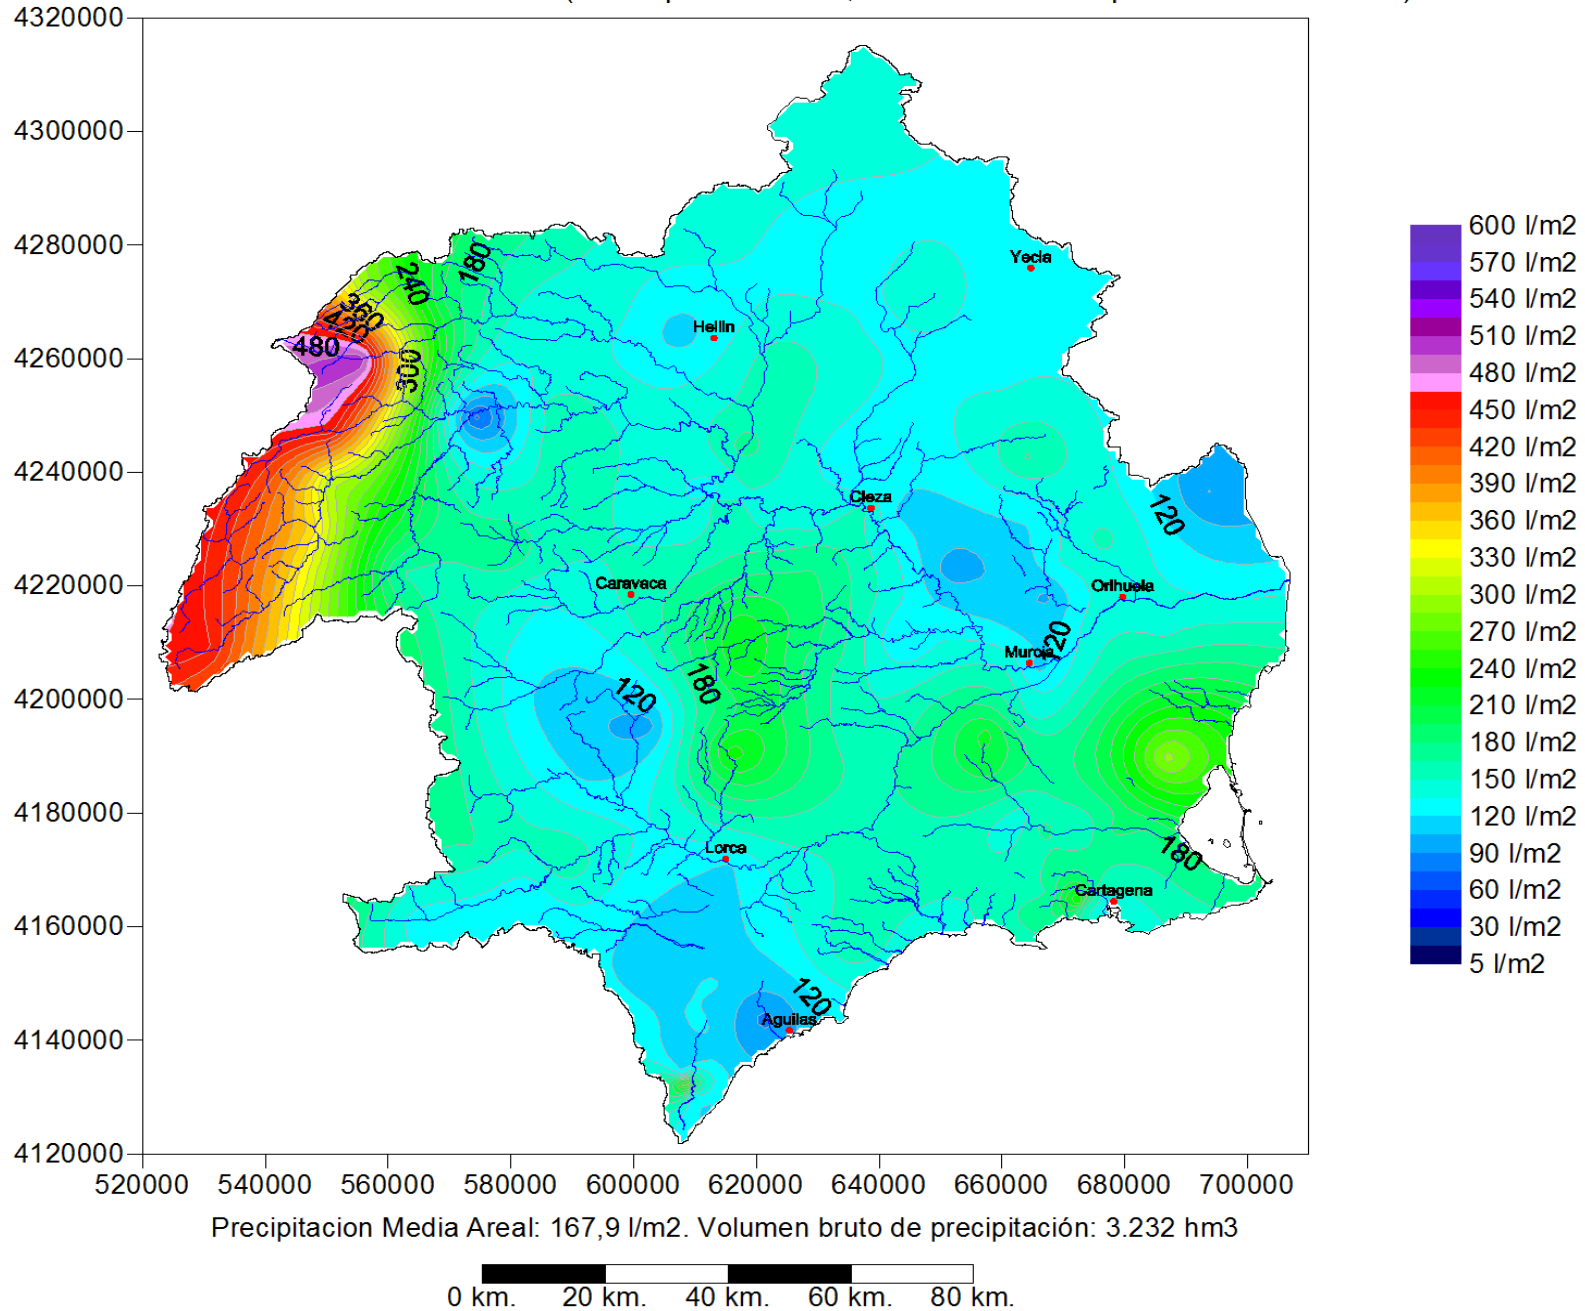 4320000
4300000
4280000
4260000
4240000
4220000
4200000
4180000
4160000
4140000
4120000
520000 540000 560000 580000 600000 620000 640000 660000 680000 700000
240
180
360
420
480
300
Yecla
Hellin
Cieza
120
Caravaca
Orihuela
120
Murcia
180
120
Lorca
180
Cartagena
120
Aguilas
600 l/m2
570 l/m2
540 l/m2
510 l/m2
480 l/m2
450 l/m2
420 l/m2
390 l/m2
360 l/m2
330 l/m2
300 l/m2
270 l/m2
240 l/m2
210 l/m2
180 l/m2
150 l/m2
120 l/m2
90 l/m2
60 l/m2
30 l/m2
5 l/m2
Precipitacion Media Areal: 167,9 l/m2. Volumen bruto de precipitación: 3.232 hm3
0 km. 20 km. 40 km. 60 km. 80 km.